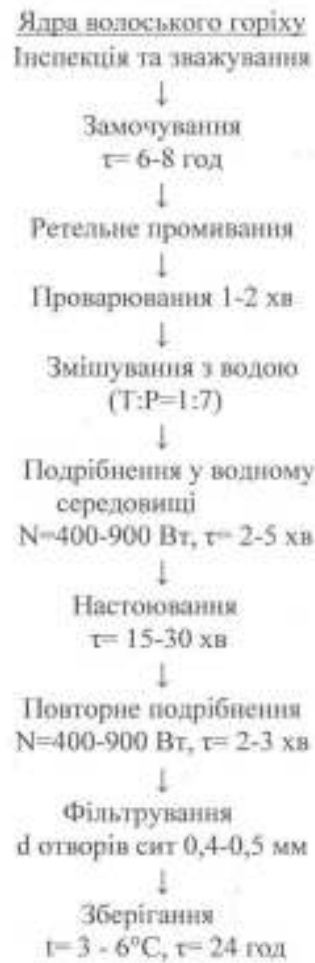 Ядра волоського горіху
Інспекція та зважування
↓
Замочування
τ= 6-8 год
↓
Ретельне промивання
↓
Проварювання 1-2 хв
↓
Змішування з водою
(Т:Р=1:7)
↓
Подрібнення у водному
середовищі
N=400-900 Вт, τ= 2-5 хв
↓
Настоювання
τ= 15-30 хв
↓
Повторне подрібнення
N=400-900 Вт, τ= 2-3 хв
↓
Фільтрування
d отворів сит 0,4-0,5 мм
↓
Зберігання
t= 3 - 6°С, τ= 24 год